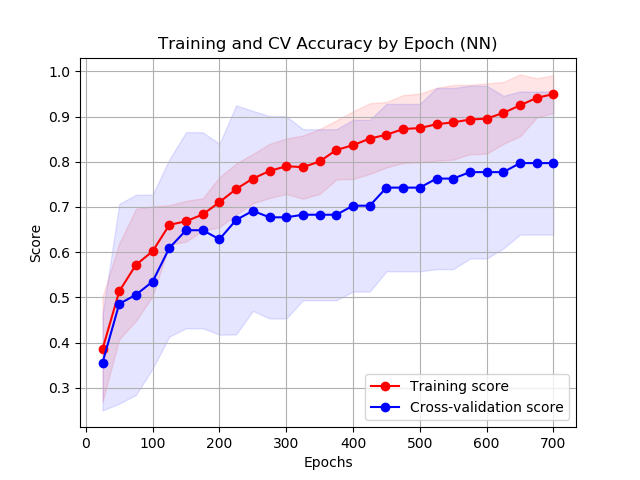 Training and CV Accuracy by Epoch (NN)
1.0
0.9
0.8
0.7
0.6
0.5
0.4
0.3
Score
0 100 200 300 400 500 600 700
Epochs
Training score
Cross-validation score